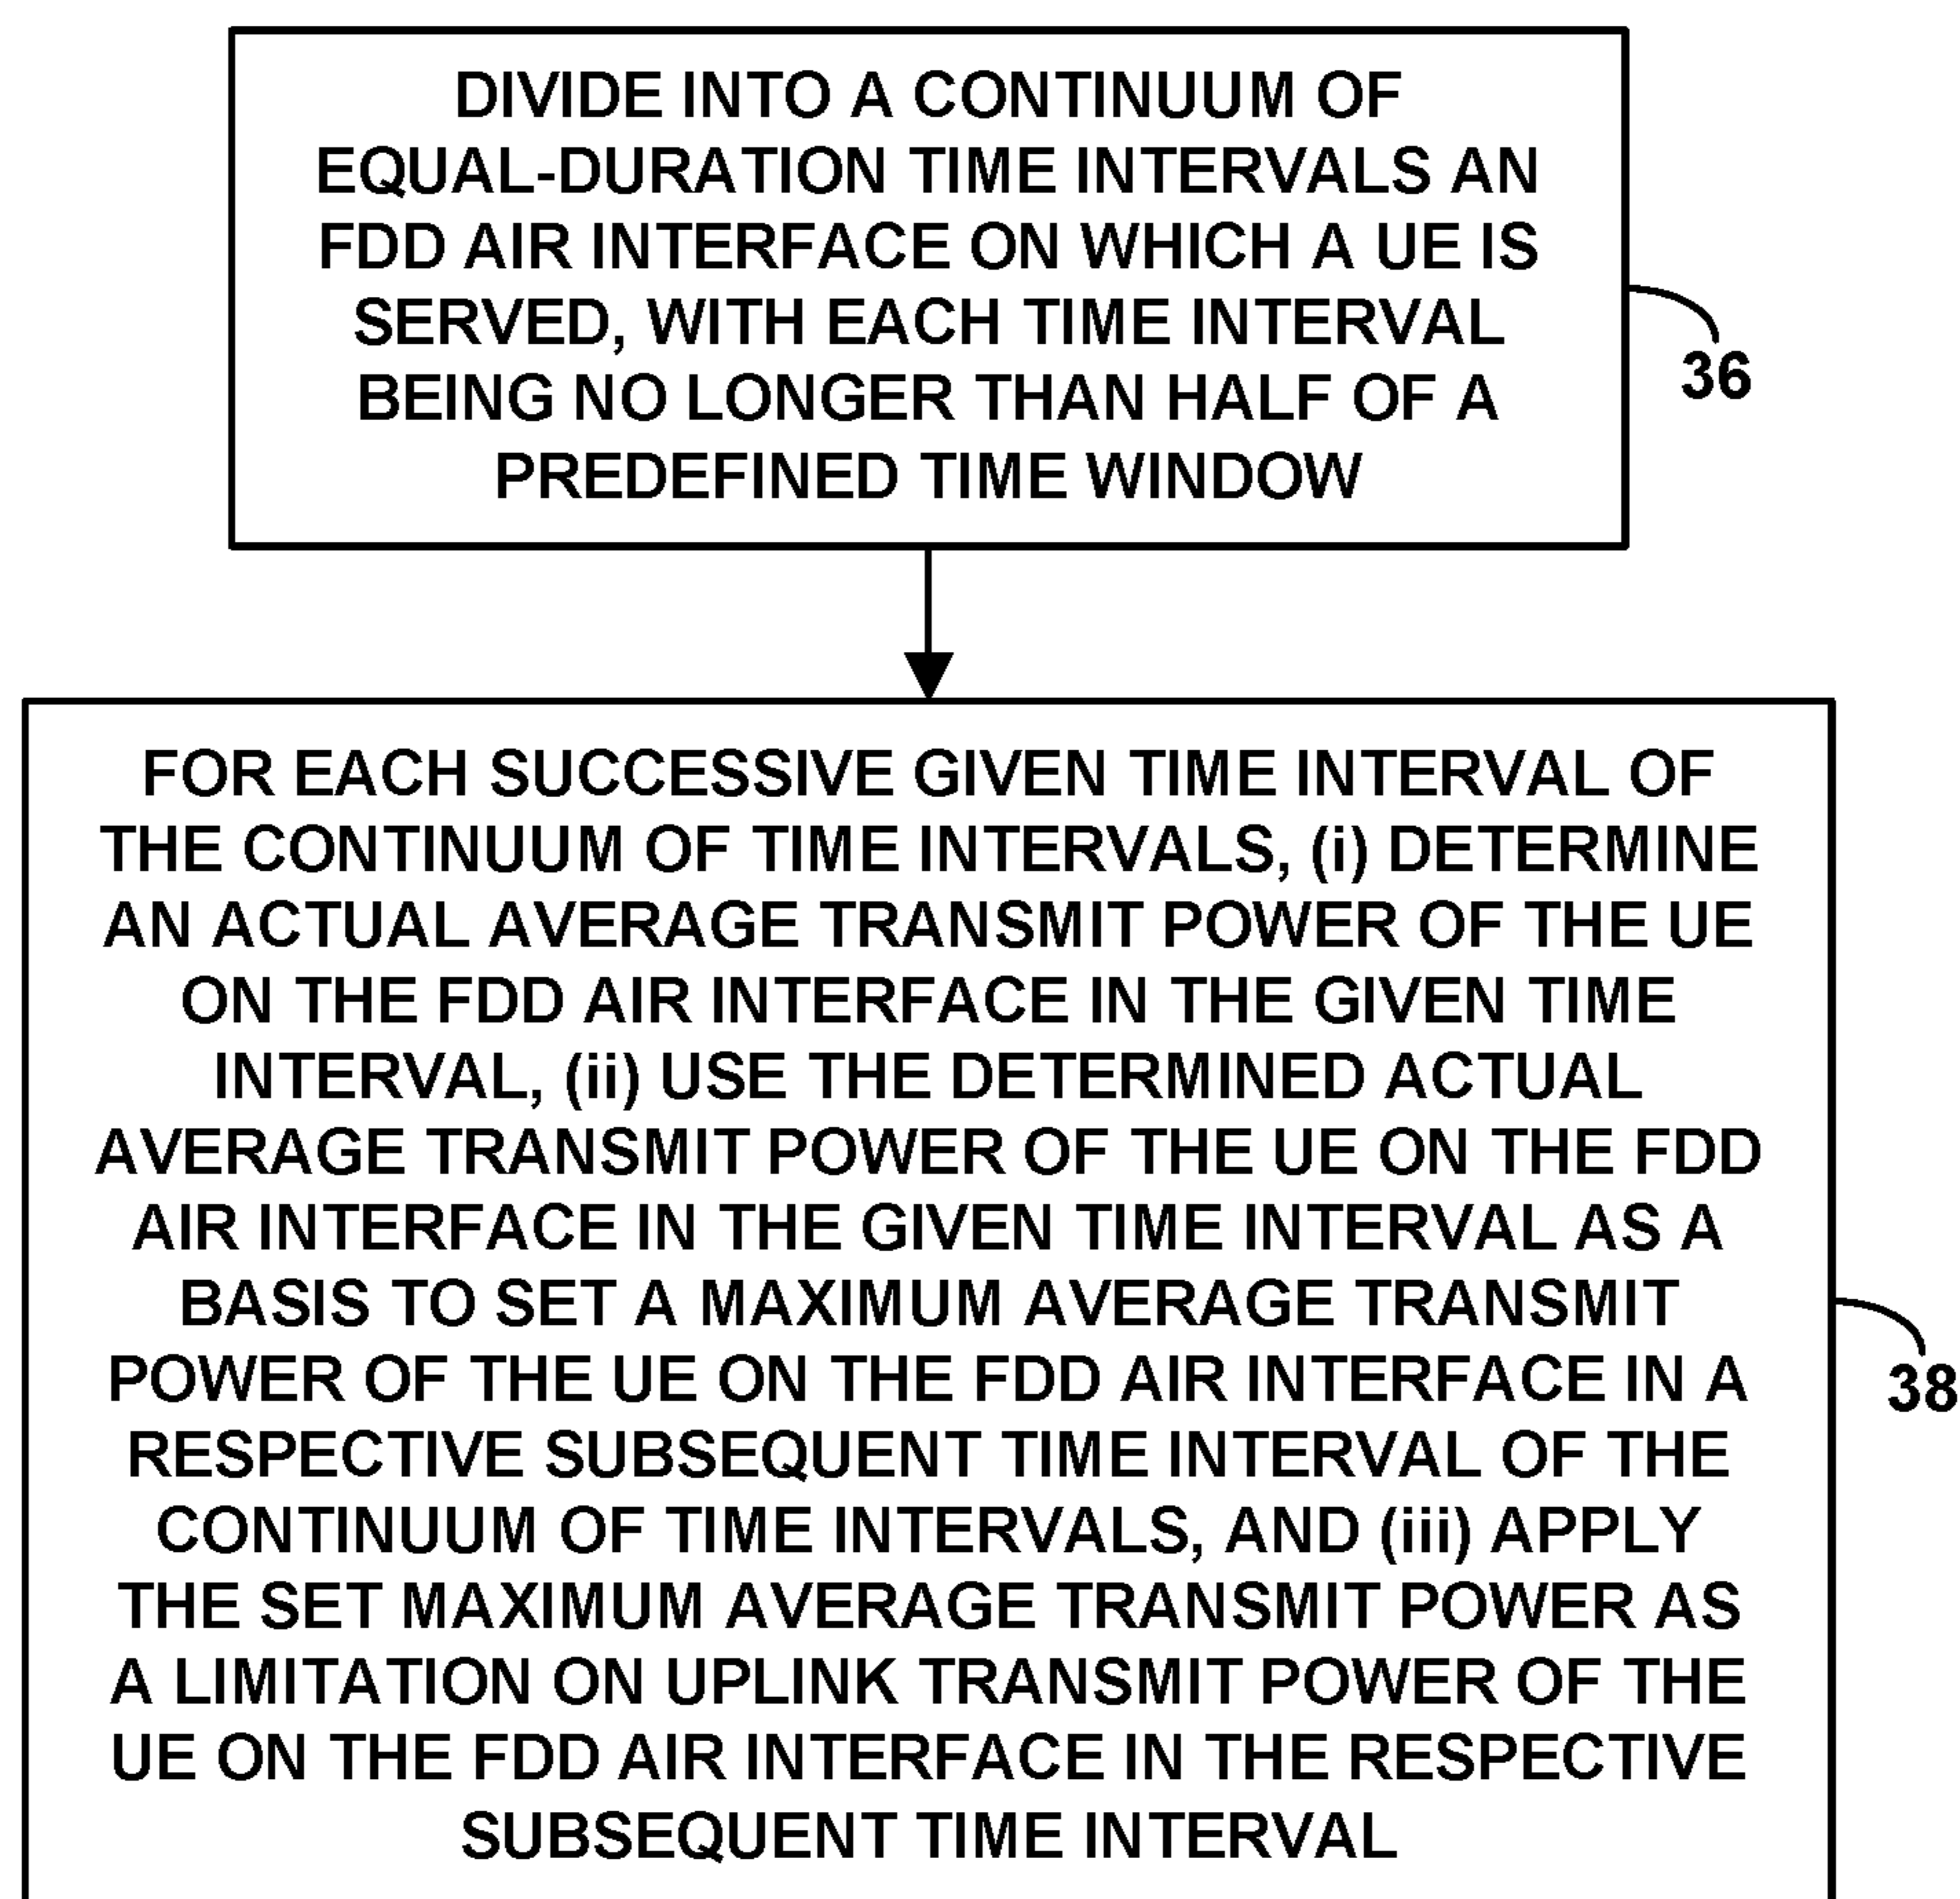 DIVIDE INTO A CONTINUUM OF
EQUAL-DURATION TIME INTERVALS AN
FDD AIR INTERFACE ON WHICH A UE IS
SERVED, WITH EACH TIME INTERVAL
BEING NO LONGER THAN HALF OF A
PREDEFINED TIME WINDOW
36
FOR EACH SUCCESSIVE GIVEN TIME INTERVAL OF
THE CONTINUUM OF TIME INTERVALS, (i) DETERMINE
AN ACTUAL AVERAGE TRANSMIT POWER OF THE UE
ON THE FDD AIR INTERFACE IN THE GIVEN TIME
INTERVAL, (ii) USE THE DETERMINED ACTUAL
AVERAGE TRANSMIT POWER OF THE UE ON THE FDD
AIR INTERFACE IN THE GIVEN TIME INTERVAL AS A
BASIS TO SET A MAXIMUM AVERAGE TRANSMIT
POWER OF THE UE ON THE FDD AIR INTERFACE IN A
RESPECTIVE SUBSEQUENT TIME INTERVAL OF THE
CONTINUUM OF TIME INTERVALS, AND (iii) APPLY
THE SET MAXIMUM AVERAGE TRANSMIT POWER AS
A LIMITATION ON UPLINK TRANSMIT POWER OF THE
UE ON THE FDD AIR INTERFACE IN THE RESPECTIVE
SUBSEQUENT TIME INTERVAL
38